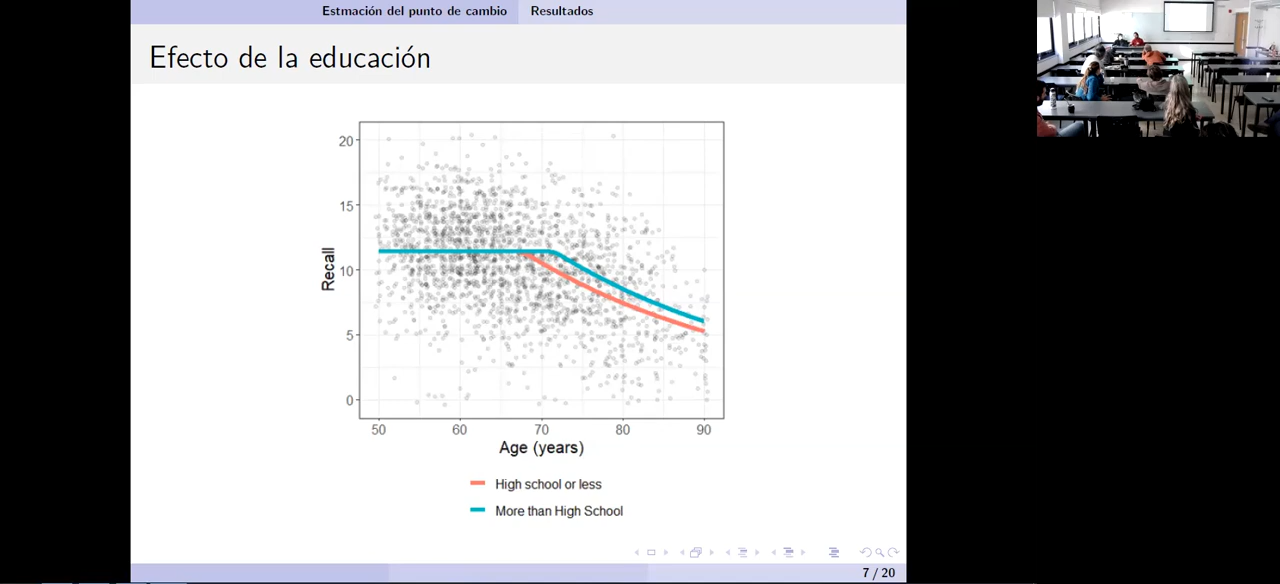 Estmación del punto de cambio Resultados
Efecto de la educación
Recall
20
15
10
5
0
50 60 70 80 90
Age (years)
High school or less
More than High School
7 / 20